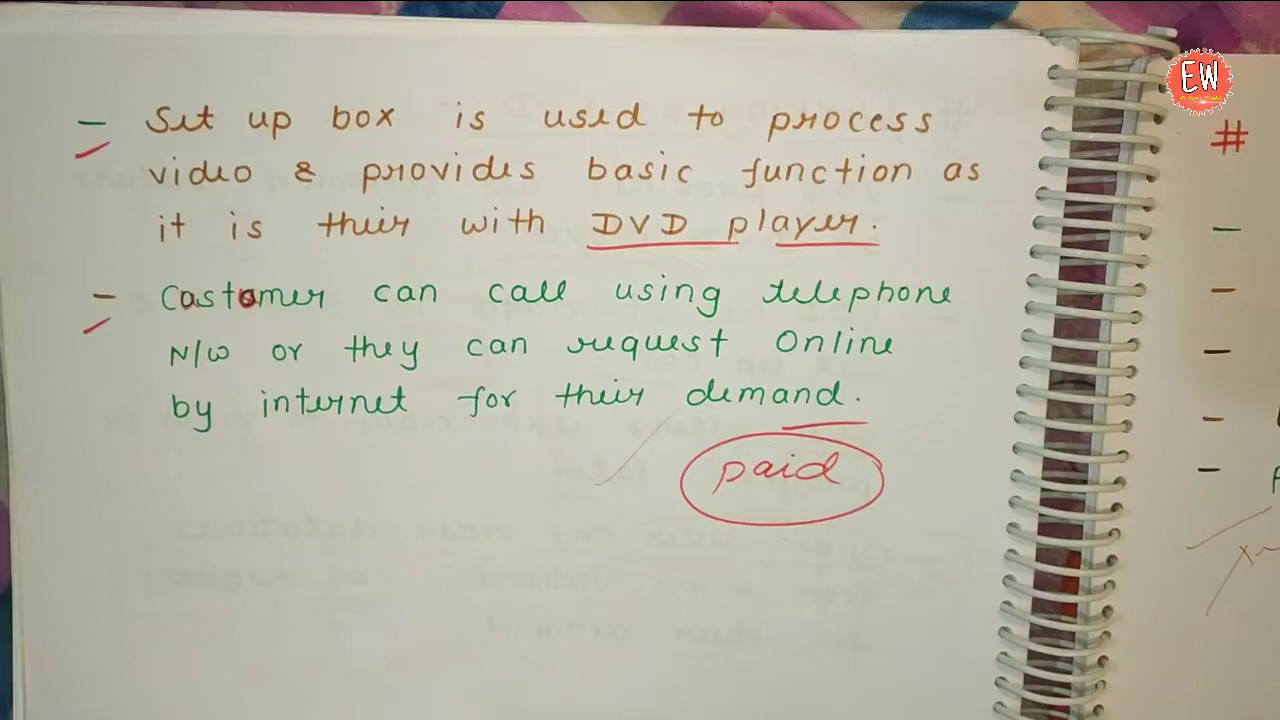 - Set up box is used to process
video & provides basic function as
it is their with DVD player.
- Castomer can call using telephone
N/W or they can request Online
by internet for their demand.
paid
EW
#